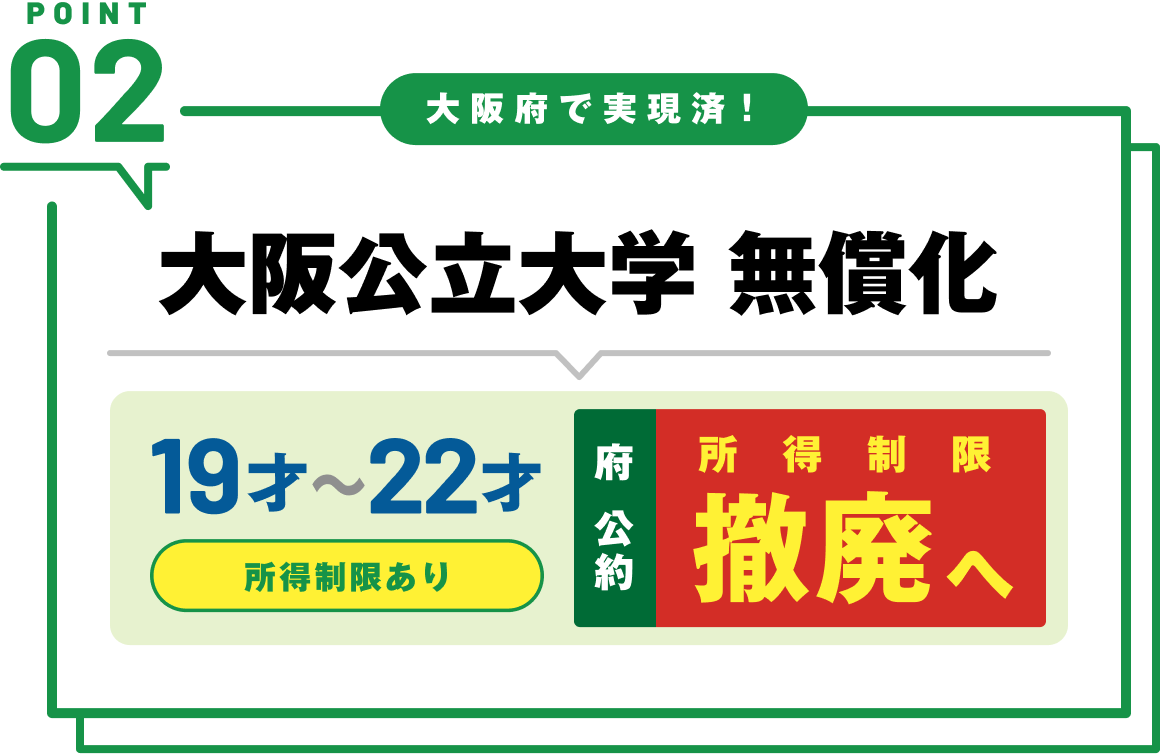 POINT
02
大阪府で実現済！
大阪公立大学 無償化
19才〜22才
所得制限あり
府公約
所得制限
撤廃へ